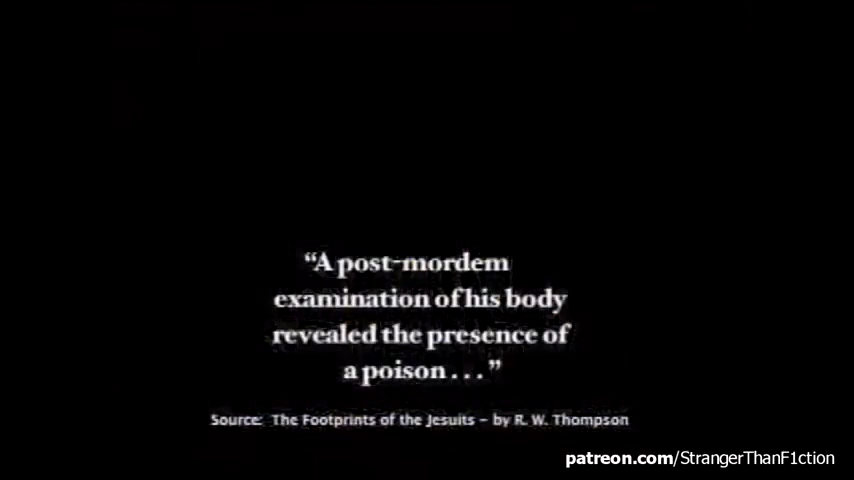 “A post-mordem
examination of his body
revealed the presence of
a poison . . . ”
Source:  The Footprints of the Jesuits – by R. W. Thompson
patreon.com/StrangerThanF1ction